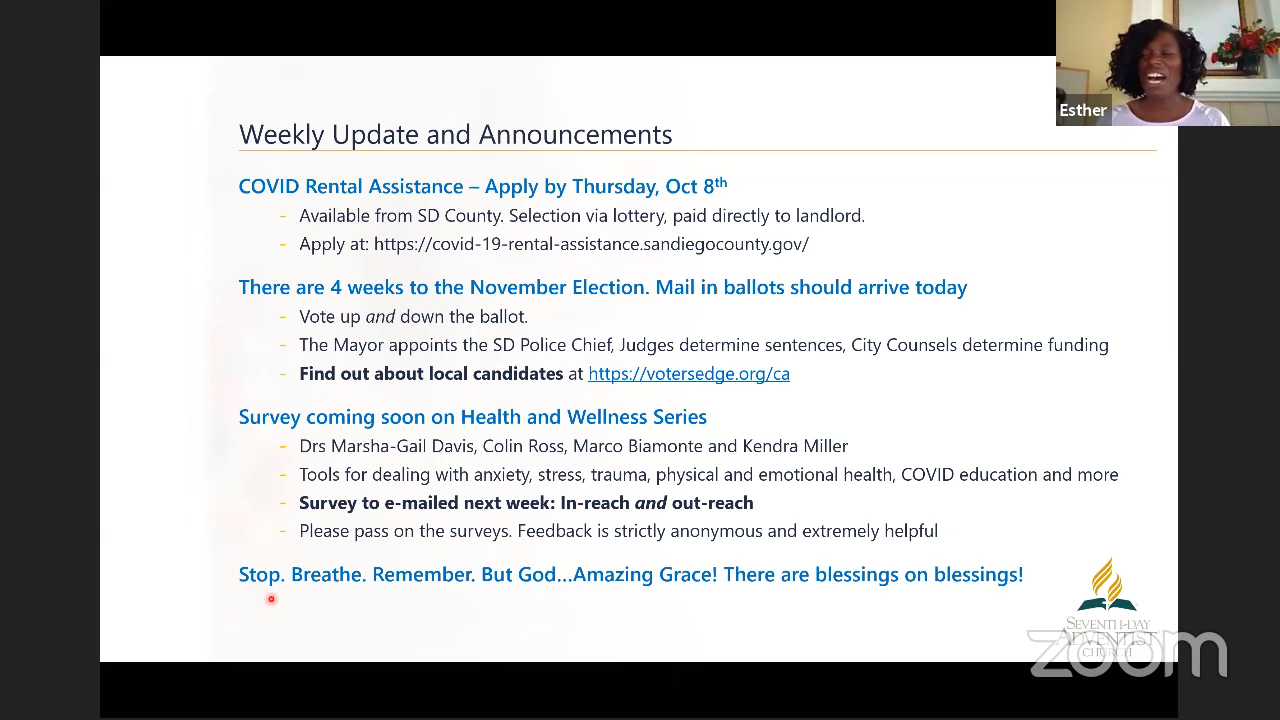 Esther
Weekly Update and Announcements
COVID Rental Assistance – Apply by Thursday, Oct 8th
- Available from SD County. Selection via lottery, paid directly to landlord.
- Apply at: https://covid-19-rental-assistance.sandiegocounty.gov/
There are 4 weeks to the November Election. Mail in ballots should arrive today
- Vote up and down the ballot.
- The Mayor appoints the SD Police Chief, Judges determine sentences, City Counsels determine funding
- Find out about local candidates at https://votersedge.org/ca
Survey coming soon on Health and Wellness Series
- Drs Marsha-Gail Davis, Colin Ross, Marco Biamonte and Kendra Miller
- Tools for dealing with anxiety, stress, trauma, physical and emotional health, COVID education and more
- Survey to e-mailed next week: In-reach and out-reach
- Please pass on the surveys. Feedback is strictly anonymous and extremely helpful
Stop. Breathe. Remember. But God...Amazing Grace! There are blessings on blessings!
SEVENTH-DAY
ADVENTIST
CHURCH
zoom